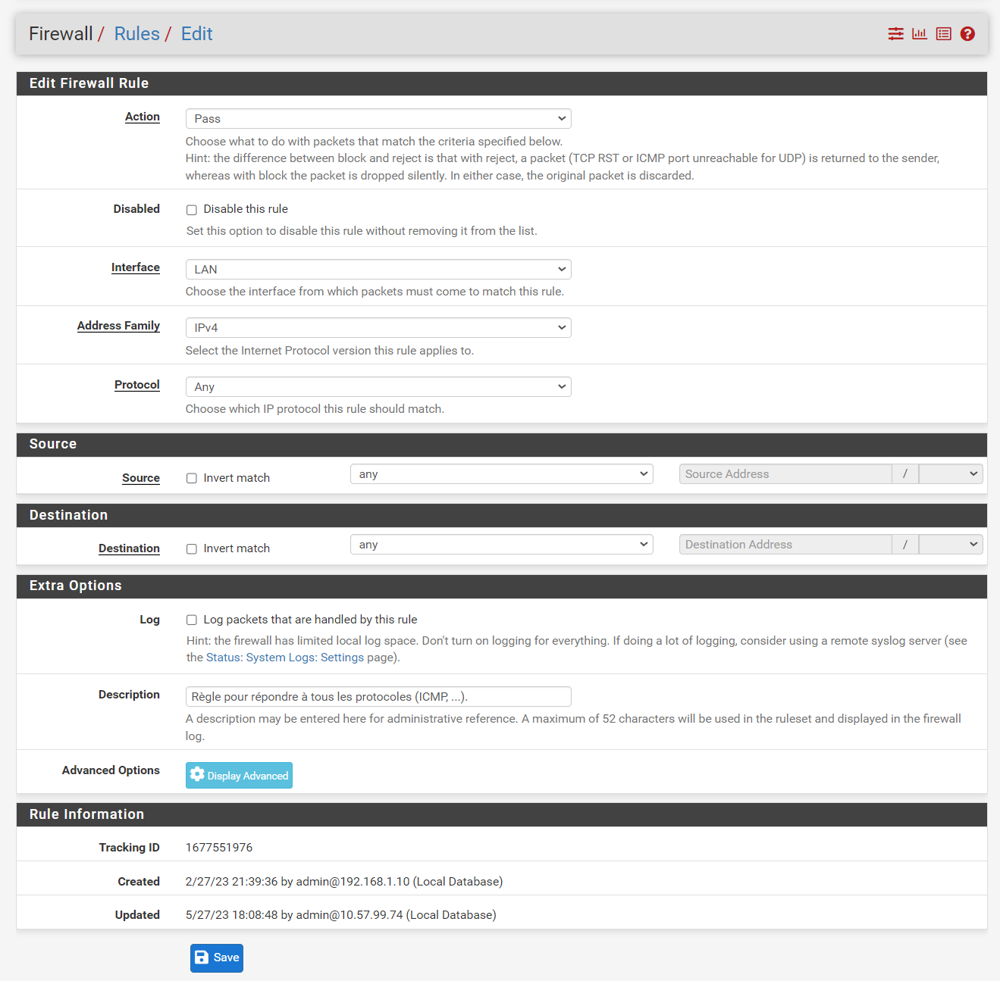 Firewall / Rules / Edit
Edit Firewall Rule
Action
Pass
Choose what to do with packets that match the criteria specified below.
Hint: the difference between block and reject is that with reject, a packet (TCP RST or ICMP port unreachable for UDP) is returned to the sender,
whereas with block the packet is dropped silently. In either case, the original packet is discarded.
Disabled
Disable this rule
Set this option to disable this rule without removing it from the list.
Interface
LAN
Choose the interface from which packets must come to match this rule.
Address Family
IPv4
Select the Internet Protocol version this rule applies to.
Protocol
Any
Choose which IP protocol this rule should match.
Source
Source
Invert match
any
Source Address
/
Destination
Destination
Invert match
any
Destination Address
/
Extra Options
Log
Log packets that are handled by this rule
Hint: the firewall has limited local log space. Don't turn on logging for everything. If doing a lot of logging, consider using a remote syslog server (see
the Status: System Logs: Settings page).
Description
Règle pour répondre à tous les protocoles (ICMP, ...).
A description may be entered here for administrative reference. A maximum of 52 characters will be used in the ruleset and displayed in the firewall
log.
Advanced Options
Display Advanced
Rule Information
Tracking ID
1677551976
Created
2/27/23 21:39:36 by admin@192.168.1.10 (Local Database)
Updated
5/27/23 18:08:48 by admin@10.57.99.74 (Local Database)
Save